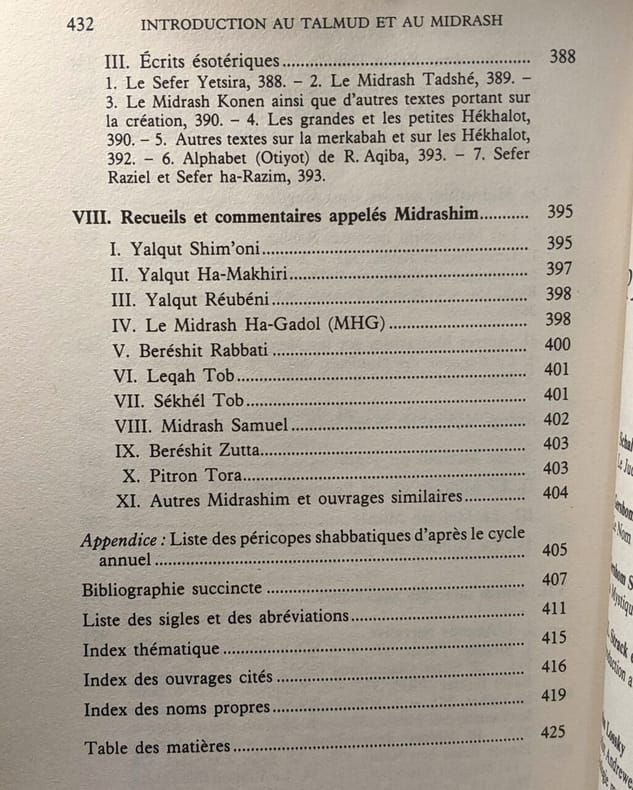 432 INTRODUCTION AU TALMUD ET AU MIDRASH
III. Écrits ésotériques.................................................. 388
1. Le Sefer Yetsira, 388. – 2. Le Midrash Tadshé, 389. –
3. Le Midrash Konen ainsi que d'autres textes portant sur
la création, 390. – 4. Les grandes et les petites Hékhalot,
390. – 5. Autres textes sur la merkabah et sur les Hékhalot,
392. – 6. Alphabet (Otiyot) de R. Aqiba, 393. – 7. Sefer
Raziel et Sefer ha-Razim, 393.
VIII. Recueils et commentaires appelés Midrashim.......... 395
I. Yalqut Shim'oni..................................................... 395
II. Yalqut Ha-Makhiri................................................ 397
III. Yalqut Réubéni................................................... 398
IV. Le Midrash Ha-Gadol (MHG)............................ 398
V. Beréshit Rabbati................................................... 400
VI. Leqah Tob.......................................................... 401
VII. Sékhél Tob........................................................ 401
VIII. Midrash Samuel............................................... 402
IX. Beréshit Zutta..................................................... 403
X. Pitron Tora......................................................... 403
XI. Autres Midrashim et ouvrages similaires............. 404
Appendice : Liste des péricopes shabbatiques d'après le cycle
annuel........................................................................... 405
Bibliographie succincte.................................................... 407
Liste des sigles et des abréviations................................... 411
Index thématique............................................................ 415
Index des ouvrages cités.................................................. 416
Index des noms propres................................................... 419
Table des matières.......................................................... 425
Le Nom
Mystique
Strack
Lossky
Andrewe